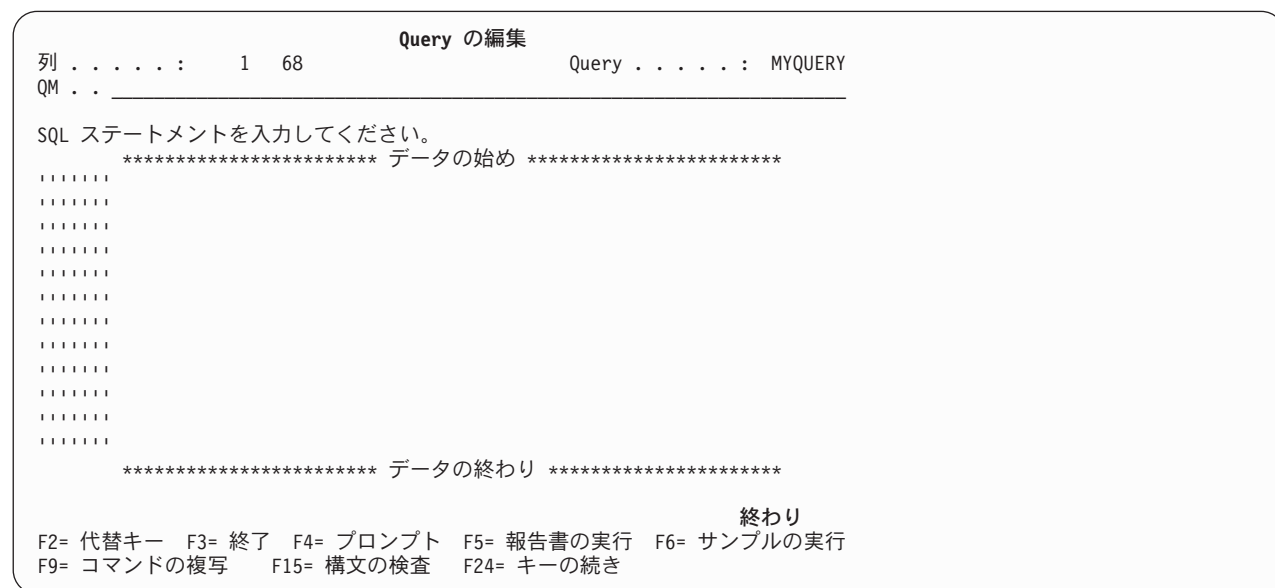 Query の編集
列 . . . . . :     1   68                         Query . . . . . :  MYQUERY
QM . . _____________________________________________________________________
SQL ステートメントを入力してください。
************************ データの始め ************************
'''''''
'''''''
'''''''
'''''''
'''''''
'''''''
'''''''
'''''''
'''''''
'''''''
'''''''
'''''''
************************ データの終わり **********************
終わり
F2= 代替キー  F3= 終了  F4= プロンプト  F5= 報告書の実行  F6= サンプルの実行
F9= コマンドの複写    F15= 構文の検査   F24= キーの続き